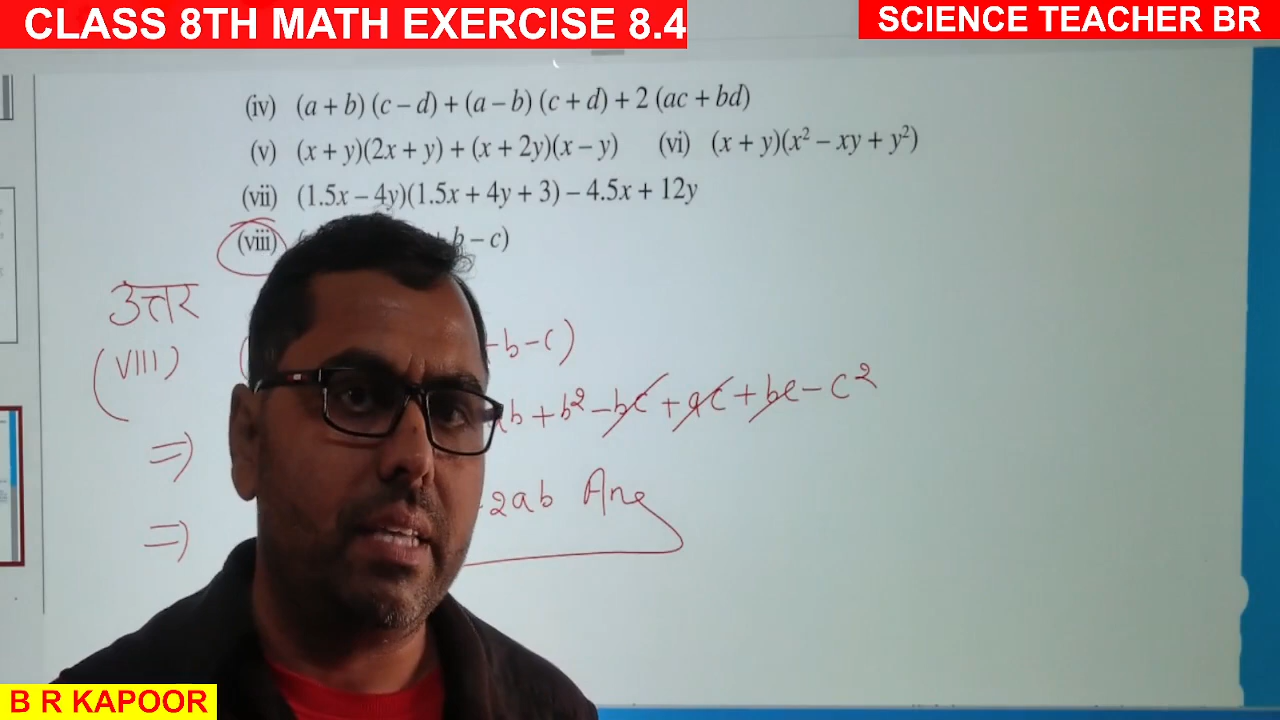 CLASS 8TH MATH EXERCISE 8.4
SCIENCE TEACHER BR
(iv) (a + b) (c – d) + (a – b) (c + d) + 2 (ac + bd)
(v) (x + y)(2x + y) + (x + 2y)(x – y) (vi) (x + y)(x² – xy + y²)
(vii) (1.5x – 4y)(1.5x + 4y + 3) – 4.5x + 12y
(viii) b – c)
उत्तर
(VIII) ( -b-c)
=> b + b² - bc + ac + bc - c²
=> 2ab Ans
B R KAPOOR